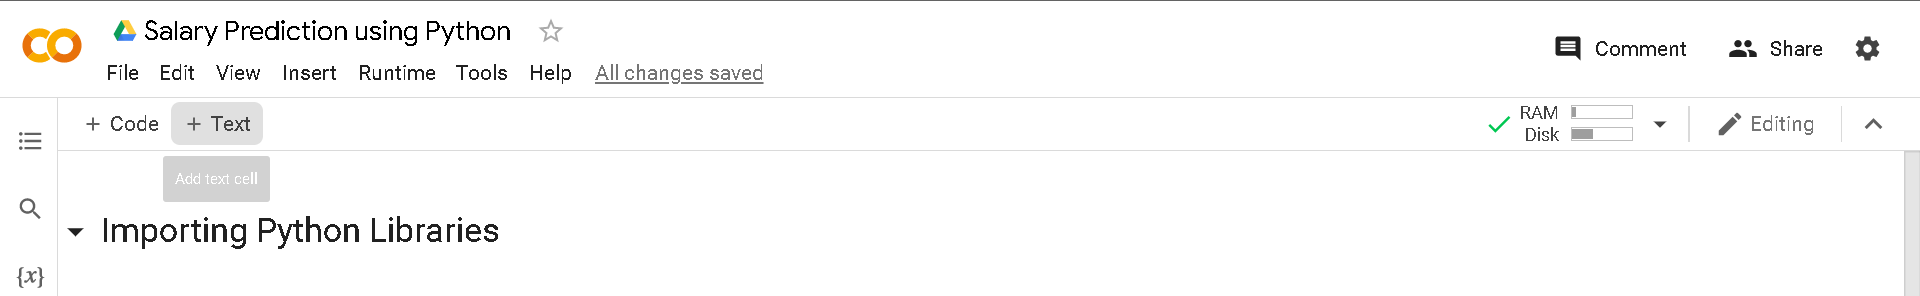 Salary Prediction using Python
Comment Share
File Edit View Insert Runtime Tools Help All changes saved
+ Code + Text
RAM
Disk
Editing
Add text cell
Importing Python Libraries
{x}